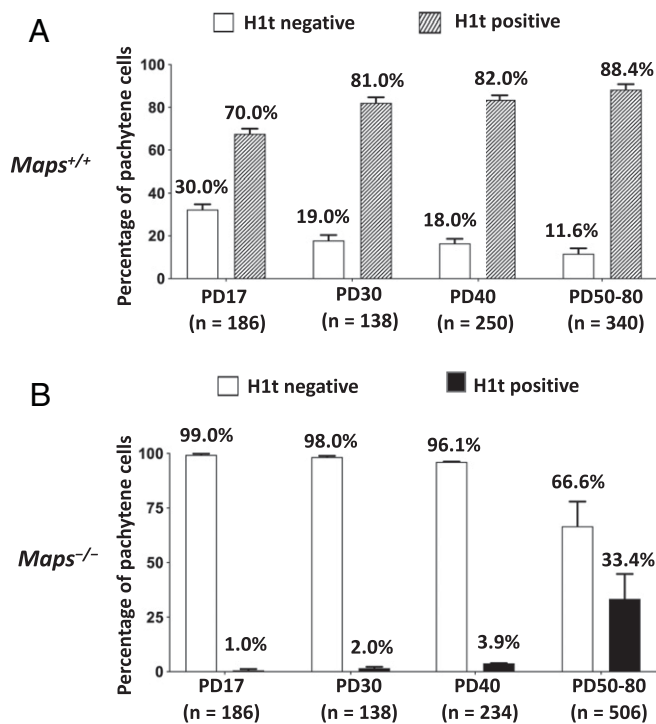 A
H1t negative
H1t positive
Maps+/+
Percentage of pachytene cells
100
80
60
40
20
0
30.0%
70.0%
19.0%
81.0%
18.0%
82.0%
11.6%
88.4%
PD17
PD30
PD40
PD50-80
(n = 186)
(n = 138)
(n = 250)
(n = 340)
B
H1t negative
H1t positive
Maps−/−
Percentage of pachytene cells
100
75
50
25
0
99.0%
1.0%
98.0%
2.0%
96.1%
3.9%
66.6%
33.4%
PD17
PD30
PD40
PD50-80
(n = 186)
(n = 138)
(n = 234)
(n = 506)